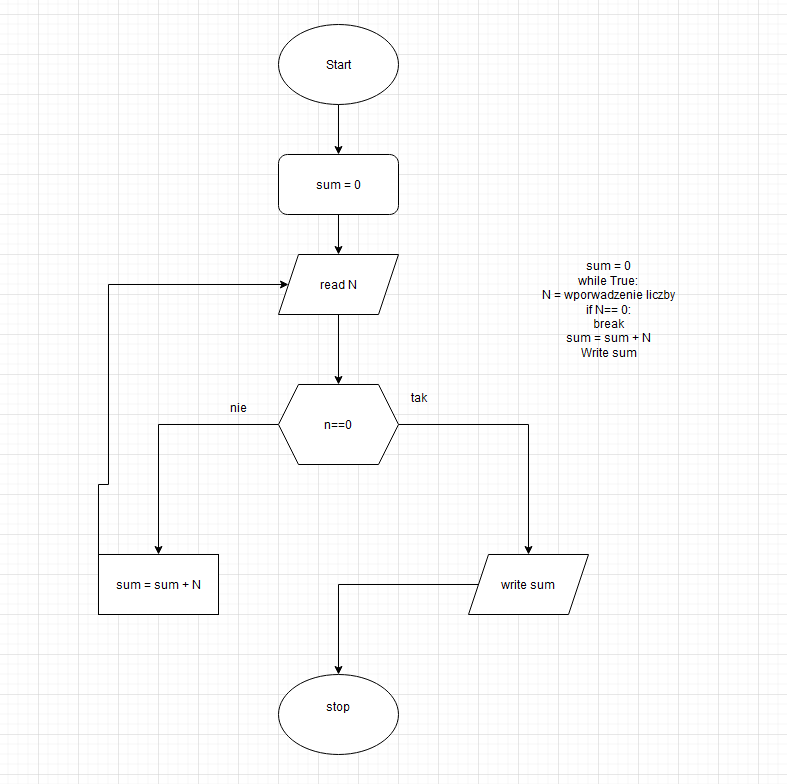 Start
sum = 0
read N
sum = 0
while True:
N = wporwadzenie liczby
if N== 0:
break
sum = sum + N
Write sum
nie
tak
n==0
sum = sum + N
write sum
stop